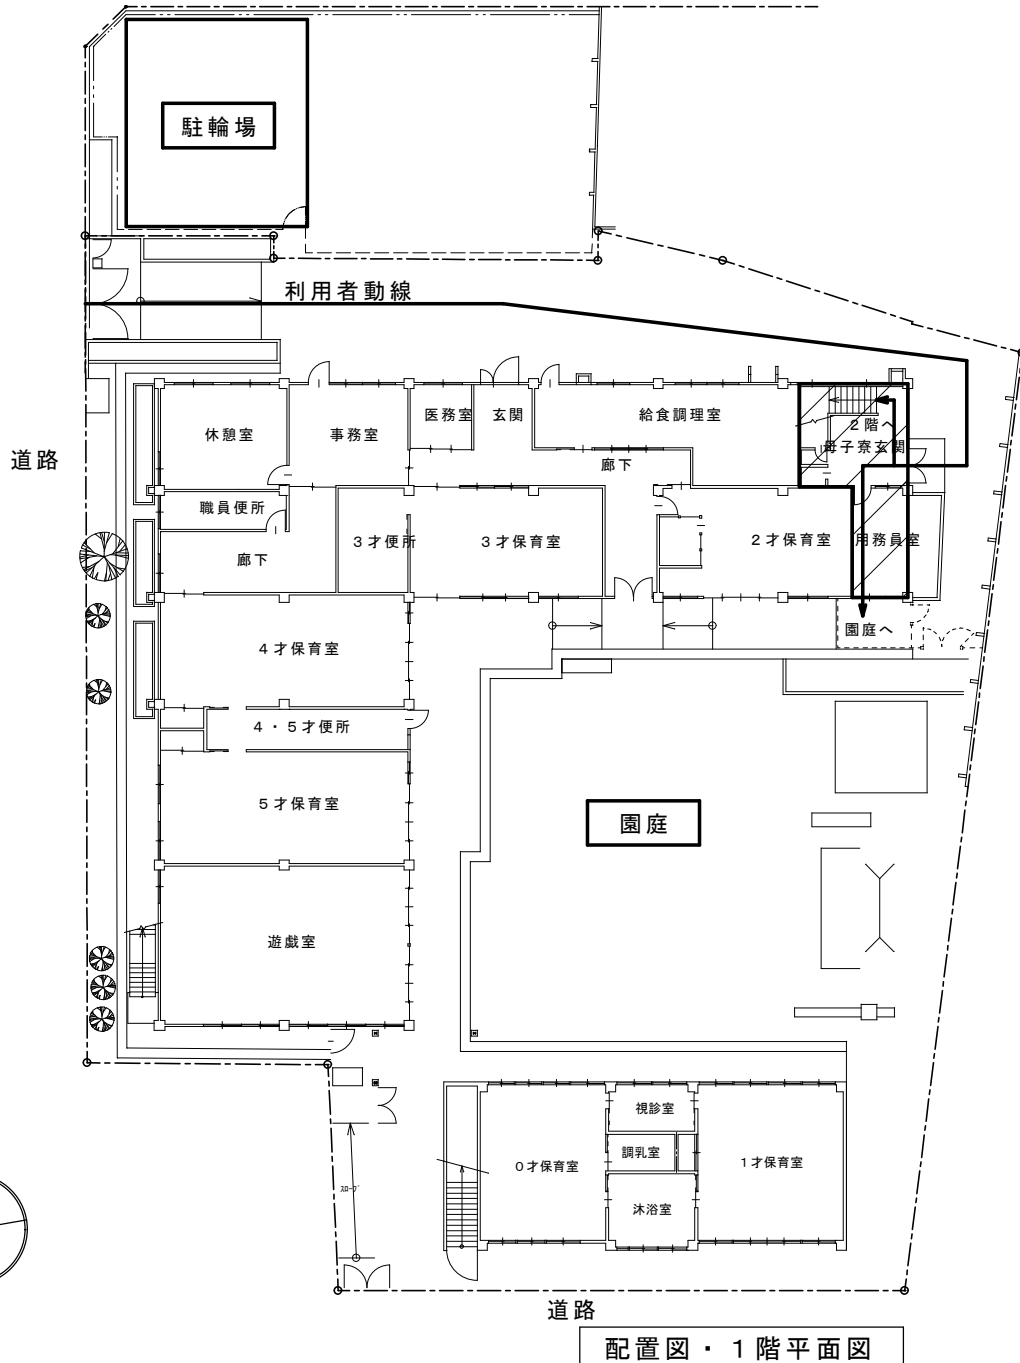 駐輪場
利用者動線
医務室
玄関
給食調理室
休憩室
事務室
2階へ
母子寮玄関
道路
廊下
職員便所
3才便所
3才保育室
2才保育室
用務員室
廊下
園庭へ
4才保育室
4・5才便所
5才保育室
園庭
遊戯室
視診室
調乳室
0才保育室
1才保育室
スロープ
沐浴室
道路
配置図・1階平面図